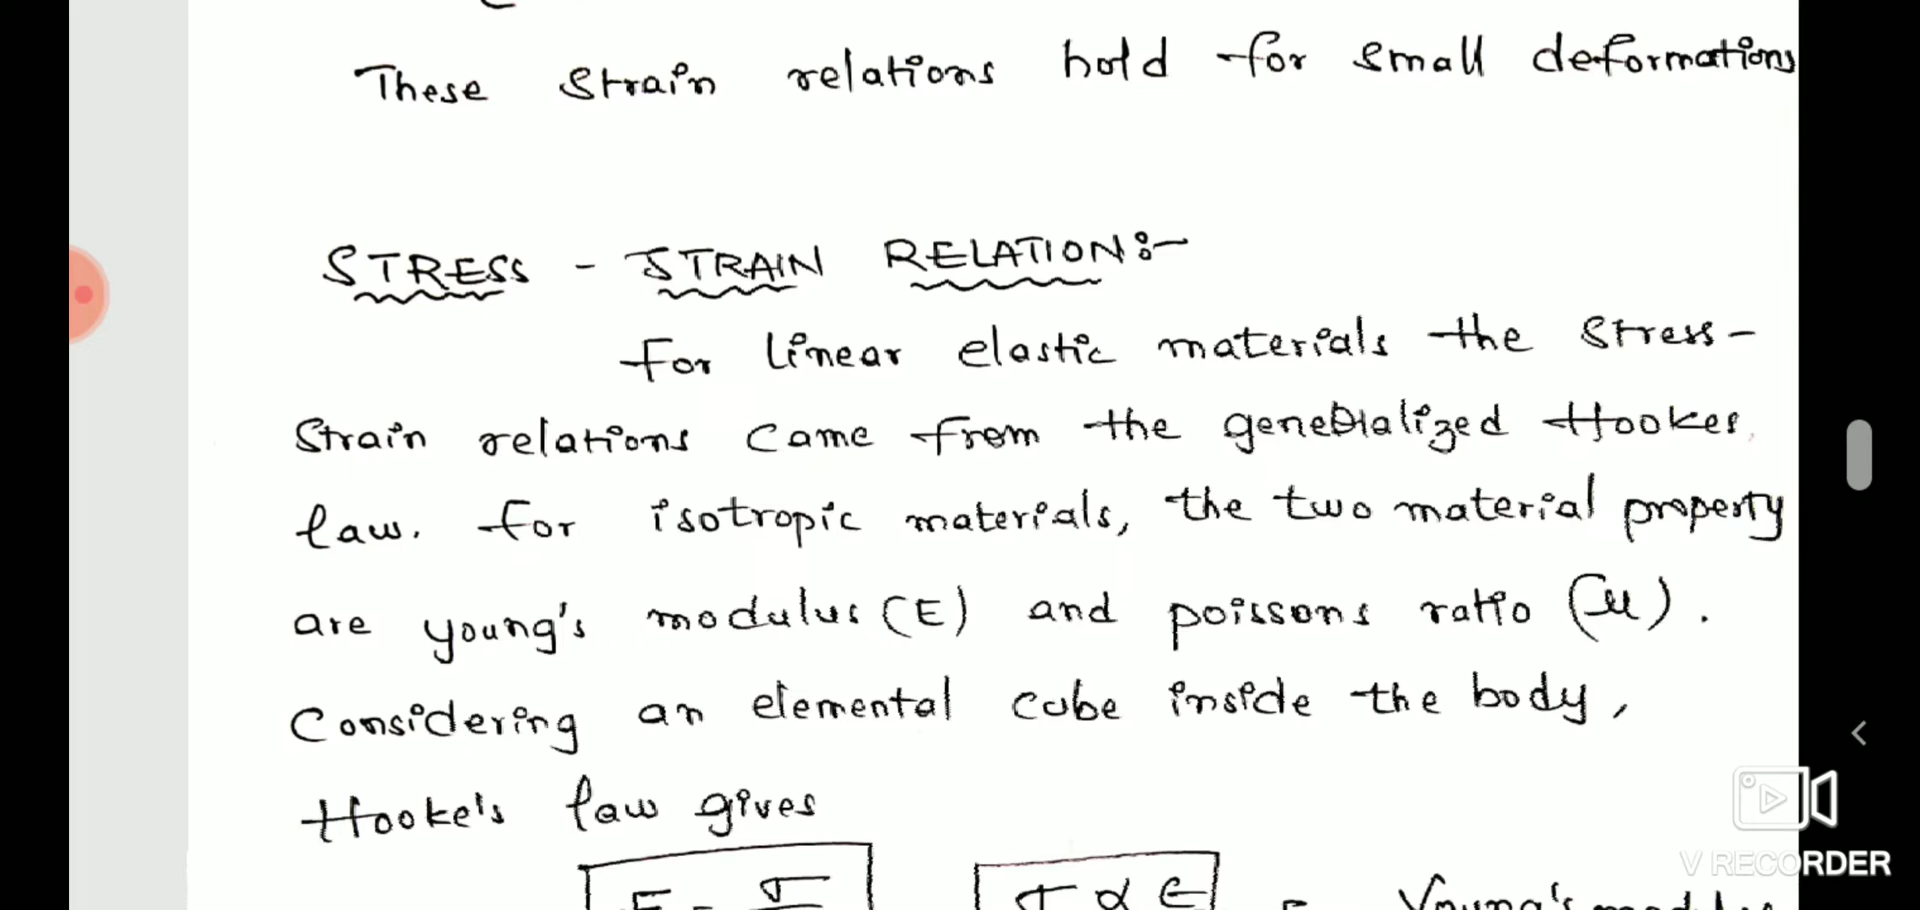 These strain relations hold for small deformations
STRESS - STRAIN RELATION:-
For linear elastic materials the stress-
strain relations came from the generalized Hookes
law. For isotropic materials, the two material property
are young's modulus (E) and poissons ratio (μ).
Considering an elemental cube inside the body,
Hooke's law gives
σ ∝ ϵ
V RECORDER